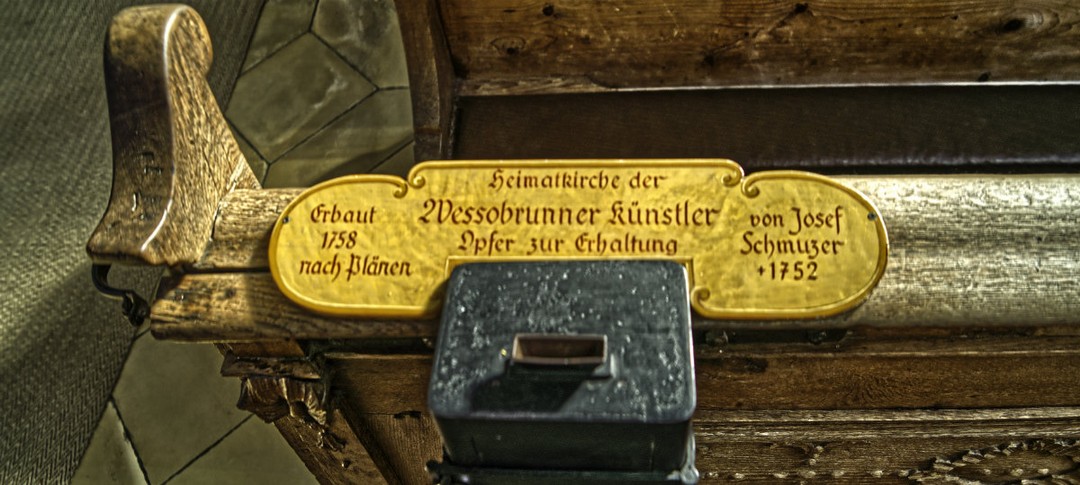 Heimatkirche der
Wessobrunner Künstler
Opfer zur Erhaltung
Erbaut
1758
nach Plänen
von Josef
Schmuzer
+1752